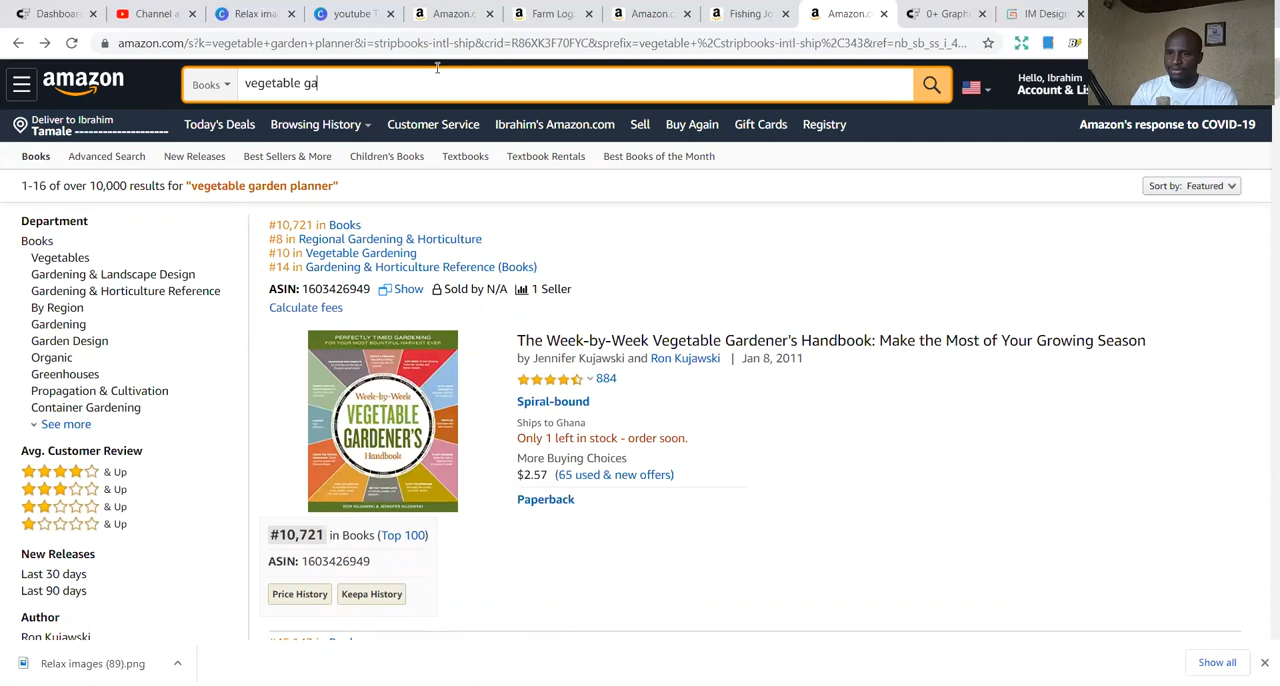 Dashboar
Channel a
Relax ima
youtube T
Amazon.c
Farm Log
Amazon.c
Fishing Jo
Amazon.c
0+ Graph
IM Design
amazon.com/s?k=vegetable+garden+planner&i=stripbooks-intl-ship&crid=R86XK3F70FYC&sprefix=vegetable+%2Cstripbooks-intl-ship%2C343&ref=nb_sb_ss_i_4...
amazon
Books
vegetable ga
Hello, Ibrahim
Account & Lis
Deliver to Ibrahim
Tamale
Today's Deals
Browsing History
Customer Service
Ibrahim's Amazon.com
Sell
Buy Again
Gift Cards
Registry
Amazon's response to COVID-19
Books
Advanced Search
New Releases
Best Sellers & More
Children's Books
Textbooks
Textbook Rentals
Best Books of the Month
1-16 of over 10,000 results for "vegetable garden planner"
Sort by: Featured
Department
Books
Vegetables
Gardening & Landscape Design
Gardening & Horticulture Reference
By Region
Gardening
Garden Design
Organic
Greenhouses
Propagation & Cultivation
Container Gardening
See more
Avg. Customer Review
& Up
& Up
& Up
& Up
New Releases
Last 30 days
Last 90 days
Author
Ron Kujawski
#10,721 in Books
#8 in Regional Gardening & Horticulture
#10 in Vegetable Gardening
#14 in Gardening & Horticulture Reference (Books)
ASIN: 1603426949 Show Sold by N/A 1 Seller
Calculate fees
PERFECTLY TIMED GARDENING
FOR YOUR MOST BOUNTIFUL HARVEST EVER
Week-by-Week
VEGETABLE
GARDENER'S
Handbook
RON KUJAWSKI & JENNIFER KUJAWSKI
#10,721 in Books (Top 100)
ASIN: 1603426949
Price History
Keepa History
The Week-by-Week Vegetable Gardener's Handbook: Make the Most of Your Growing Season
by Jennifer Kujawski and Ron Kujawski | Jan 8, 2011
884
Spiral-bound
Ships to Ghana
Only 1 left in stock - order soon.
More Buying Choices
$2.57 (65 used & new offers)
Paperback
Relax images (89).png
Show all